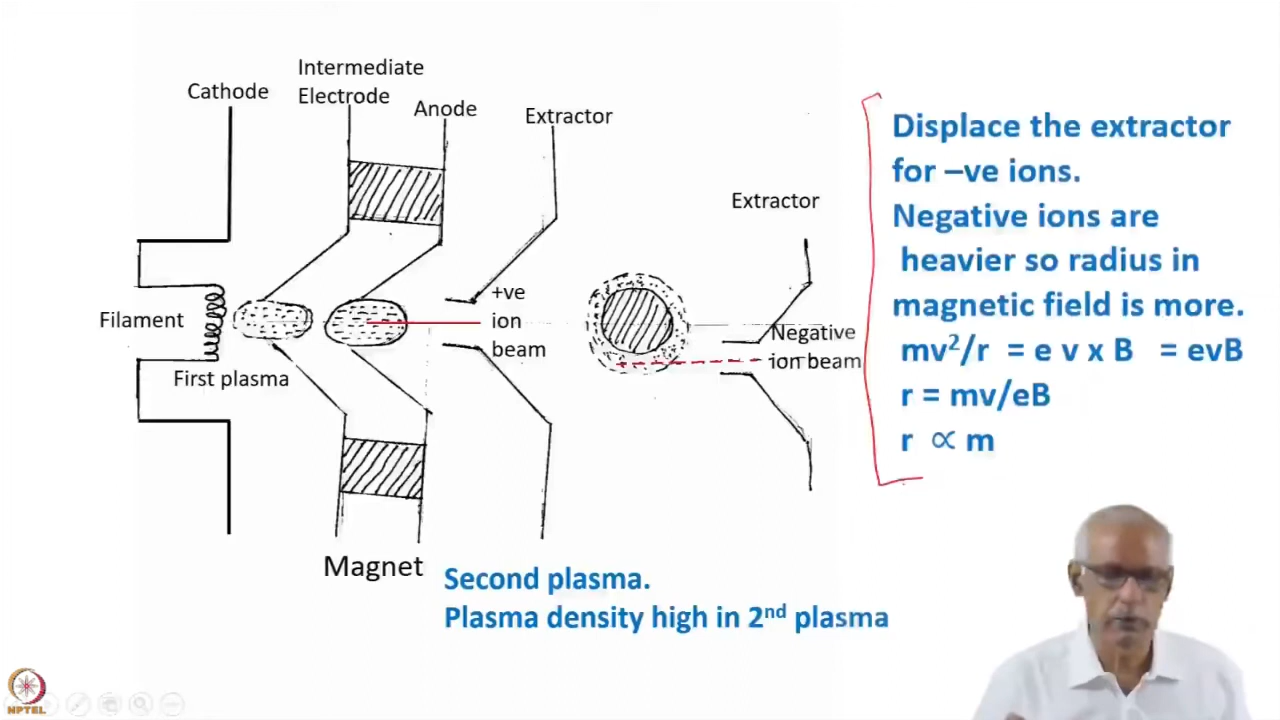 Cathode
Intermediate
Electrode
Anode
Extractor
Extractor
Filament
First plasma
+ve
ion
beam
Negative
ion beam
Magnet
Second plasma.
Plasma density high in 2nd plasma
Displace the extractor
for –ve ions.
Negative ions are
heavier so radius in
magnetic field is more.
mv²/r = e v x B = evB
r = mv/eB
r ∝ m
NPTEL